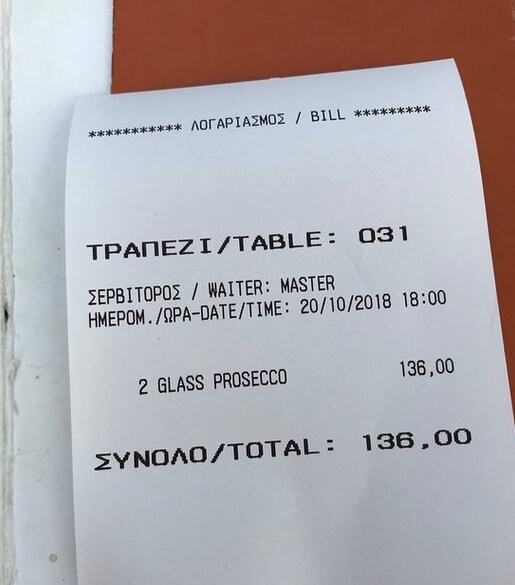 *********** ΛΟΓΑΡΙΑΣΜΟΣ / BILL *********
ΤΡΑΠΕΖΙ/TABLE: 031
ΣΕΡΒΙΤΟΡΟΣ / WAITER: MASTER
ΗΜΕΡΟΜ./ΩΡΑ-DATE/TIME: 20/10/2018 18:00
2 GLASS PROSECCO 136,00
ΣΥΝΟΛΟ/TOTAL: 136,00